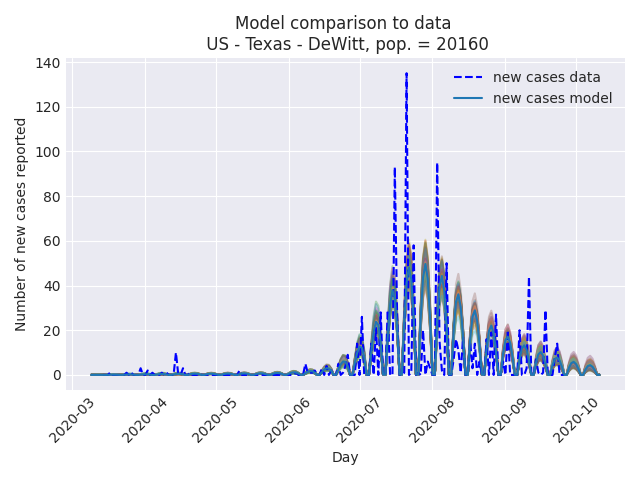 Model comparison to data
US - Texas - DeWitt, pop. = 20160
new cases data
new cases model
Number of new cases reported
140
120
100
80
60
40
20
0
2020-03
2020-04
2020-05
2020-06
2020-07
2020-08
2020-09
2020-10
Day